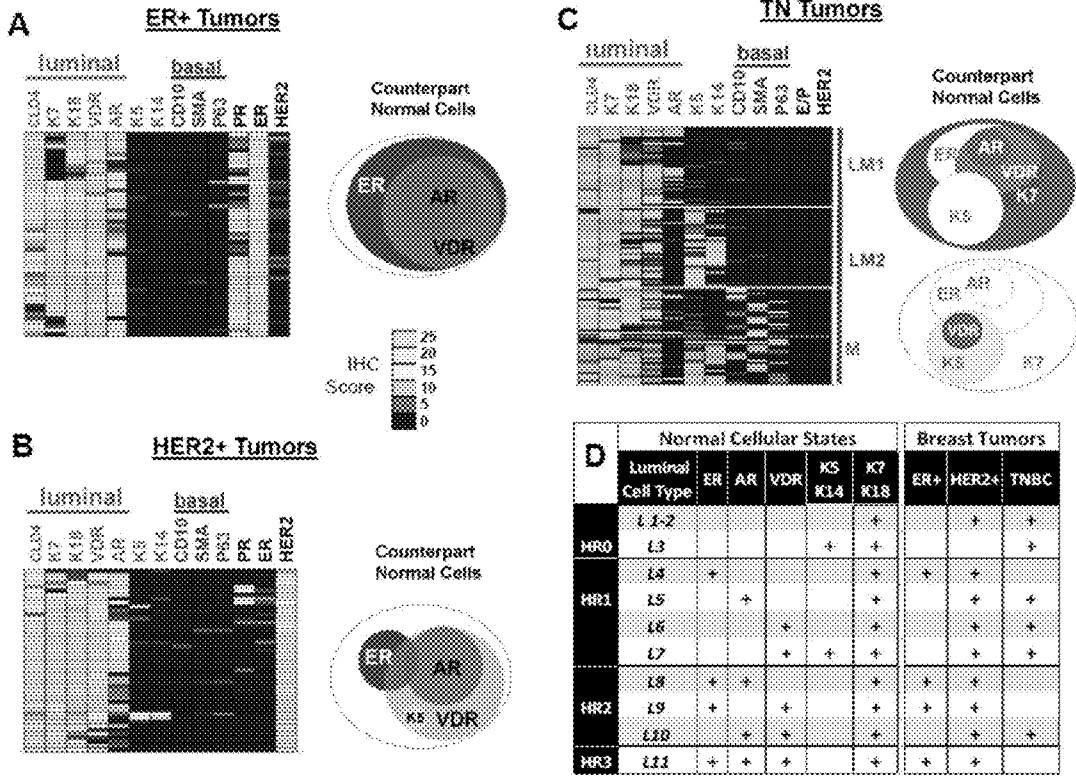 A
ER+ Tumors
luminal
basal
CLD4 K7 K18 VDR AR K5 K14 CD10 SMA P63 PR ER HER2
Counterpart
Normal Cells
ER
AR
VDR
IHC
Score
25
20
15
10
5
0
B
HER2+ Tumors
luminal
basal
CLD4 K7 K18 VDR AR K5 K14 CD10 SMA P63 PR ER HER2
Counterpart
Normal Cells
ER
AR
K5
VDR
C
TN Tumors
luminal
basal
CLD4 K7 K18 VDR AR K5 K14 CD10 SMA P63 E/P HER2
LM1
LM2
M
Counterpart
Normal Cells
ER
AR
VDR
K7
K5
ER
AR
VDR
K5
K7
D
Normal Cellular States
Breast Tumors
Luminal Cell Type ER AR VDR K5 K14 K7 K18 ER+ HER2+ TNBC
L1-2 + + +
HR0 L3 + + +
L4 + + + +
HR1 L5 + + + +
L6 + + + +
L7 + + + + +
L8 + + + + +
HR2 L9 + + + + +
L10 + + + + +
HR3 L11 + + + + + +